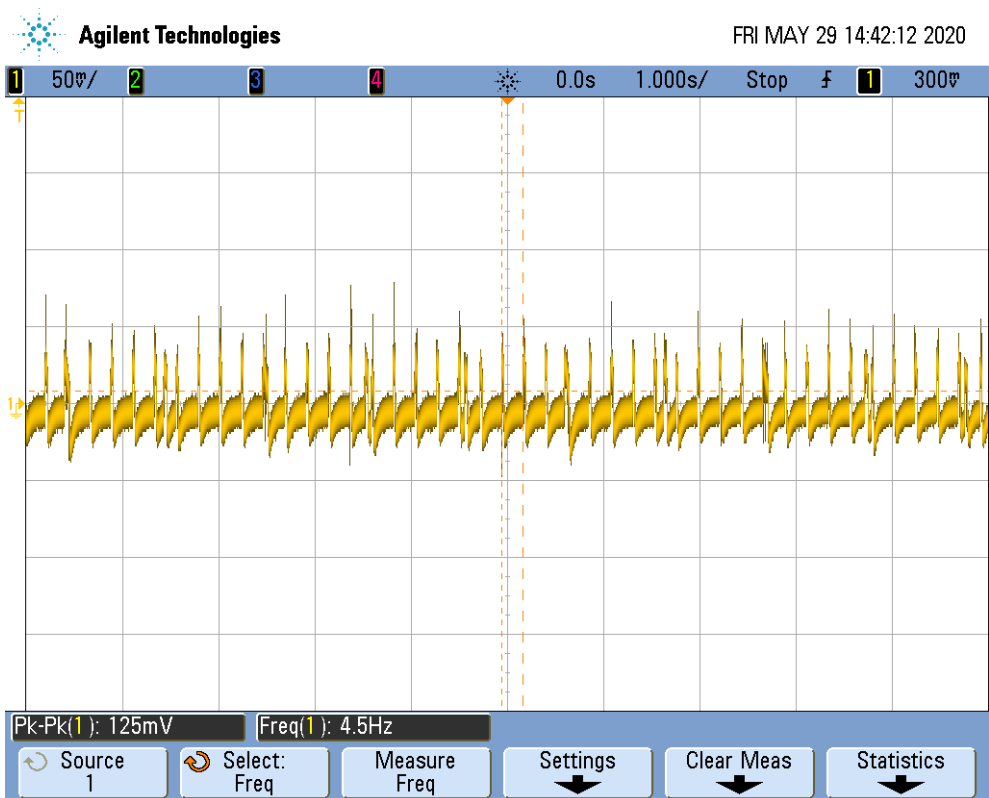 Agilent Technologies FRI MAY 29 14:42:12 2020
1 50mV/ 2 3 4 0.0s 1.000s/ Stop 1 300mV
T
1
Pk-Pk(1): 125mV Freq(1): 4.5Hz
Source Select: Measure Settings Clear Meas Statistics
1 Freq Freq